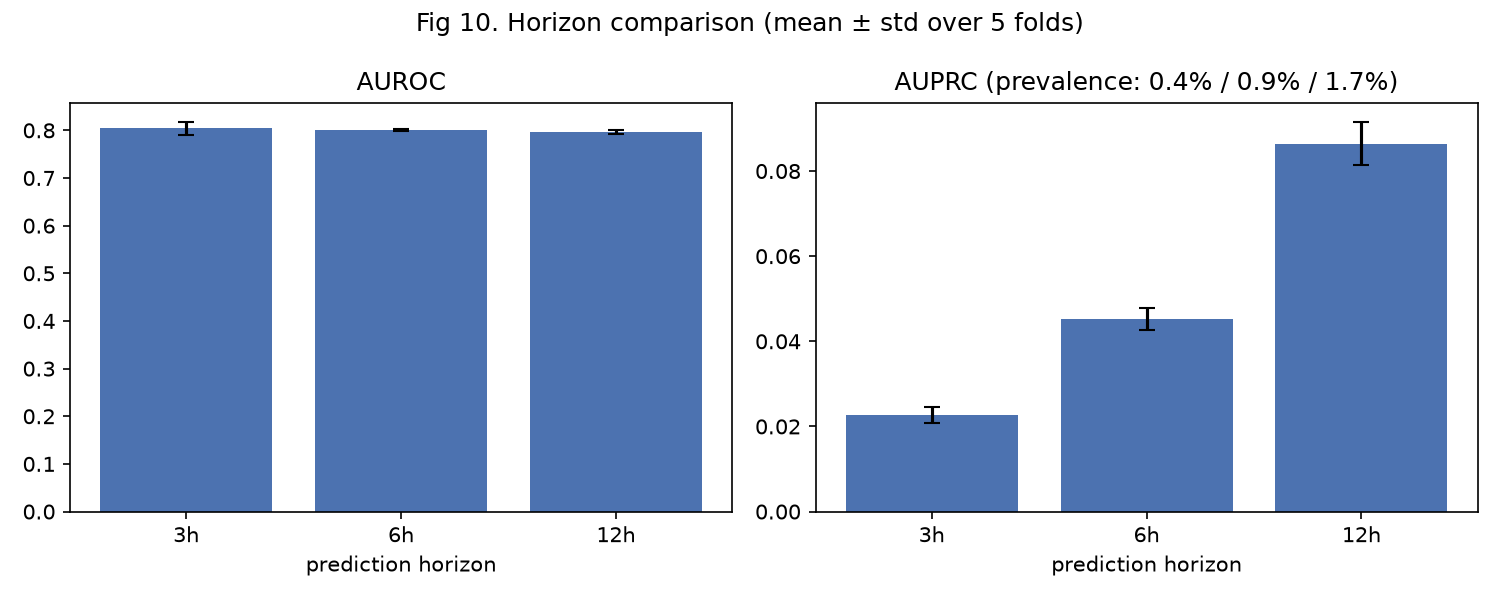 Fig 10. Horizon comparison (mean ± std over 5 folds)
AUROC
0.8
0.7
0.6
0.5
0.4
0.3
0.2
0.1
0.0
3h 6h 12h
prediction horizon
AUPRC (prevalence: 0.4% / 0.9% / 1.7%)
0.08
0.06
0.04
0.02
0.00
3h 6h 12h
prediction horizon